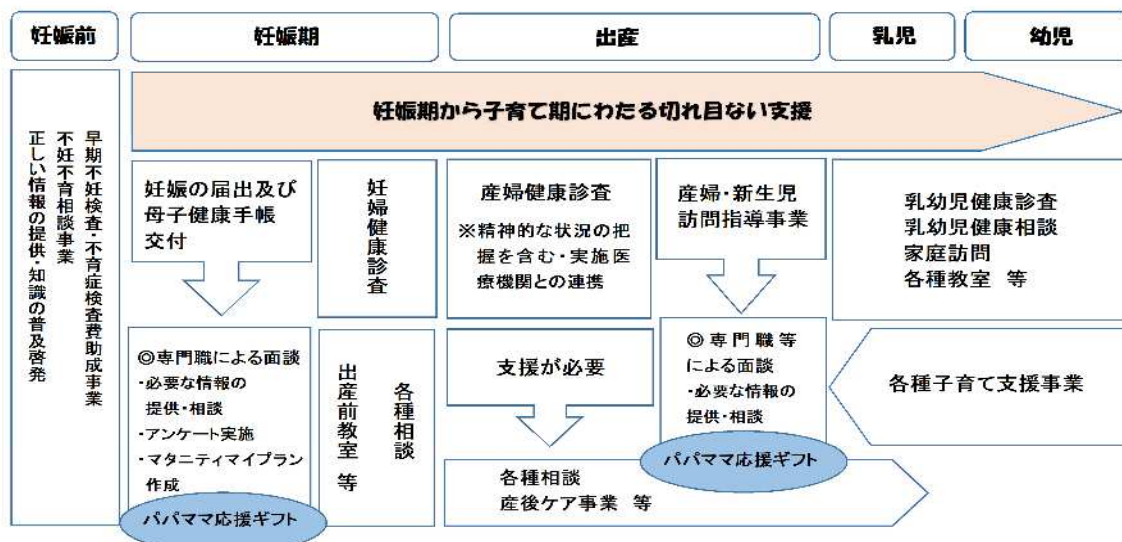 妊娠前
妊娠期
出産
乳児
幼児
妊娠期から子育て期にわたる切れ目ない支援
早期不妊検査・不育症検査費助成事業
不妊不育相談事業
正しい情報の提供・知識の普及啓発
妊娠の届出及び
母子健康手帳
交付
妊婦健康診査
産婦健康診査
※精神的な状況の把
握を含む・実施医
療機関との連携
産婦・新生児
訪問指導事業
乳幼児健康診査
乳幼児健康相談
家庭訪問
各種教室 等
◎専門職による面談
・必要な情報の
提供・相談
・アンケート実施
・マタニティマイプラン
作成
パパママ応援ギフト
各種相談
出産前教室 等
支援が必要
◎専門職等
による面談
・必要な情報の
提供・相談
パパママ応援ギフト
各種子育て支援事業
各種相談
産後ケア事業 等